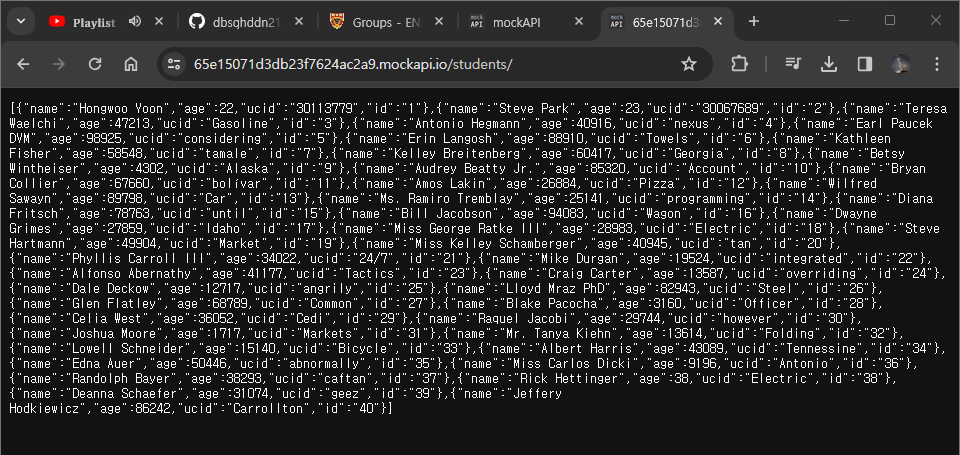 Playlist
dbsqhddn21
Groups - EN
mockAPI
65e15071d3
65e15071d3db23f7624ac2a9.mockapi.io/students/
[{"name":"Hongwoo Yoon","age":22,"ucid":"30113779","id":"1"},{"name":"Steve Park","age":23,"ucid":"30067689","id":"2"},{"name":"Teresa
Waelchi","age":47213,"ucid":"Gasoline","id":"3"},{"name":"Antonio Hegmann","age":40916,"ucid":"nexus","id":"4"},{"name":"Earl Paucek
DVM","age":98925,"ucid":"considering","id":"5"},{"name":"Erin Langosh","age":88910,"ucid":"Towels","id":"6"},{"name":"Kathleen
Fisher","age":58548,"ucid":"tamale","id":"7"},{"name":"Kelley Breitenberg","age":60417,"ucid":"Georgia","id":"8"},{"name":"Betsy
Wintheiser","age":4302,"ucid":"Alaska","id":"9"},{"name":"Audrey Beatty Jr.","age":85320,"ucid":"Account","id":"10"},{"name":"Bryan
Collier","age":67660,"ucid":"bolívar","id":"11"},{"name":"Amos Lakin","age":26884,"ucid":"Pizza","id":"12"},{"name":"Wilfred
Sawayn","age":89798,"ucid":"Car","id":"13"},{"name":"Ms. Ramiro Tremblay","age":25141,"ucid":"programming","id":"14"},{"name":"Diana
Fritsch","age":78763,"ucid":"until","id":"15"},{"name":"Bill Jacobson","age":94083,"ucid":"Wagon","id":"16"},{"name":"Dwayne
Grimes","age":27859,"ucid":"Idaho","id":"17"},{"name":"Miss George Ratke III","age":28983,"ucid":"Electric","id":"18"},{"name":"Steve
Hartmann","age":49904,"ucid":"Market","id":"19"},{"name":"Miss Kelley Schamberger","age":40945,"ucid":"tan","id":"20"},
{"name":"Phyllis Carroll III","age":34022,"ucid":"24/7","id":"21"},{"name":"Mike Durgan","age":19524,"ucid":"integrated","id":"22"},
{"name":"Alfonso Abernathy","age":41177,"ucid":"Tactics","id":"23"},{"name":"Craig Carter","age":13587,"ucid":"overriding","id":"24"},
{"name":"Dale Deckow","age":12717,"ucid":"angrily","id":"25"},{"name":"Lloyd Mraz PhD","age":82943,"ucid":"Steel","id":"26"},
{"name":"Glen Flatley","age":68789,"ucid":"Common","id":"27"},{"name":"Blake Pacocha","age":3160,"ucid":"Officer","id":"28"},
{"name":"Celia West","age":36052,"ucid":"Cedi","id":"29"},{"name":"Raquel Jacobi","age":29744,"ucid":"however","id":"30"},
{"name":"Joshua Moore","age":1717,"ucid":"Markets","id":"31"},{"name":"Mr. Tanya Kiehn","age":13614,"ucid":"Folding","id":"32"},
{"name":"Lowell Schneider","age":15140,"ucid":"Bicycle","id":"33"},{"name":"Albert Harris","age":43089,"ucid":"Tennessine","id":"34"},
{"name":"Edna Auer","age":50446,"ucid":"abnormally","id":"35"},{"name":"Miss Carlos Dicki","age":9196,"ucid":"Antonio","id":"36"},
{"name":"Randolph Bayer","age":38293,"ucid":"caftan","id":"37"},{"name":"Rick Hettinger","age":38,"ucid":"Electric","id":"38"},
{"name":"Deanna Schaefer","age":31074,"ucid":"geez","id":"39"},{"name":"Jeffery
Hodkiewicz","age":86242,"ucid":"Carrollton","id":"40"}]